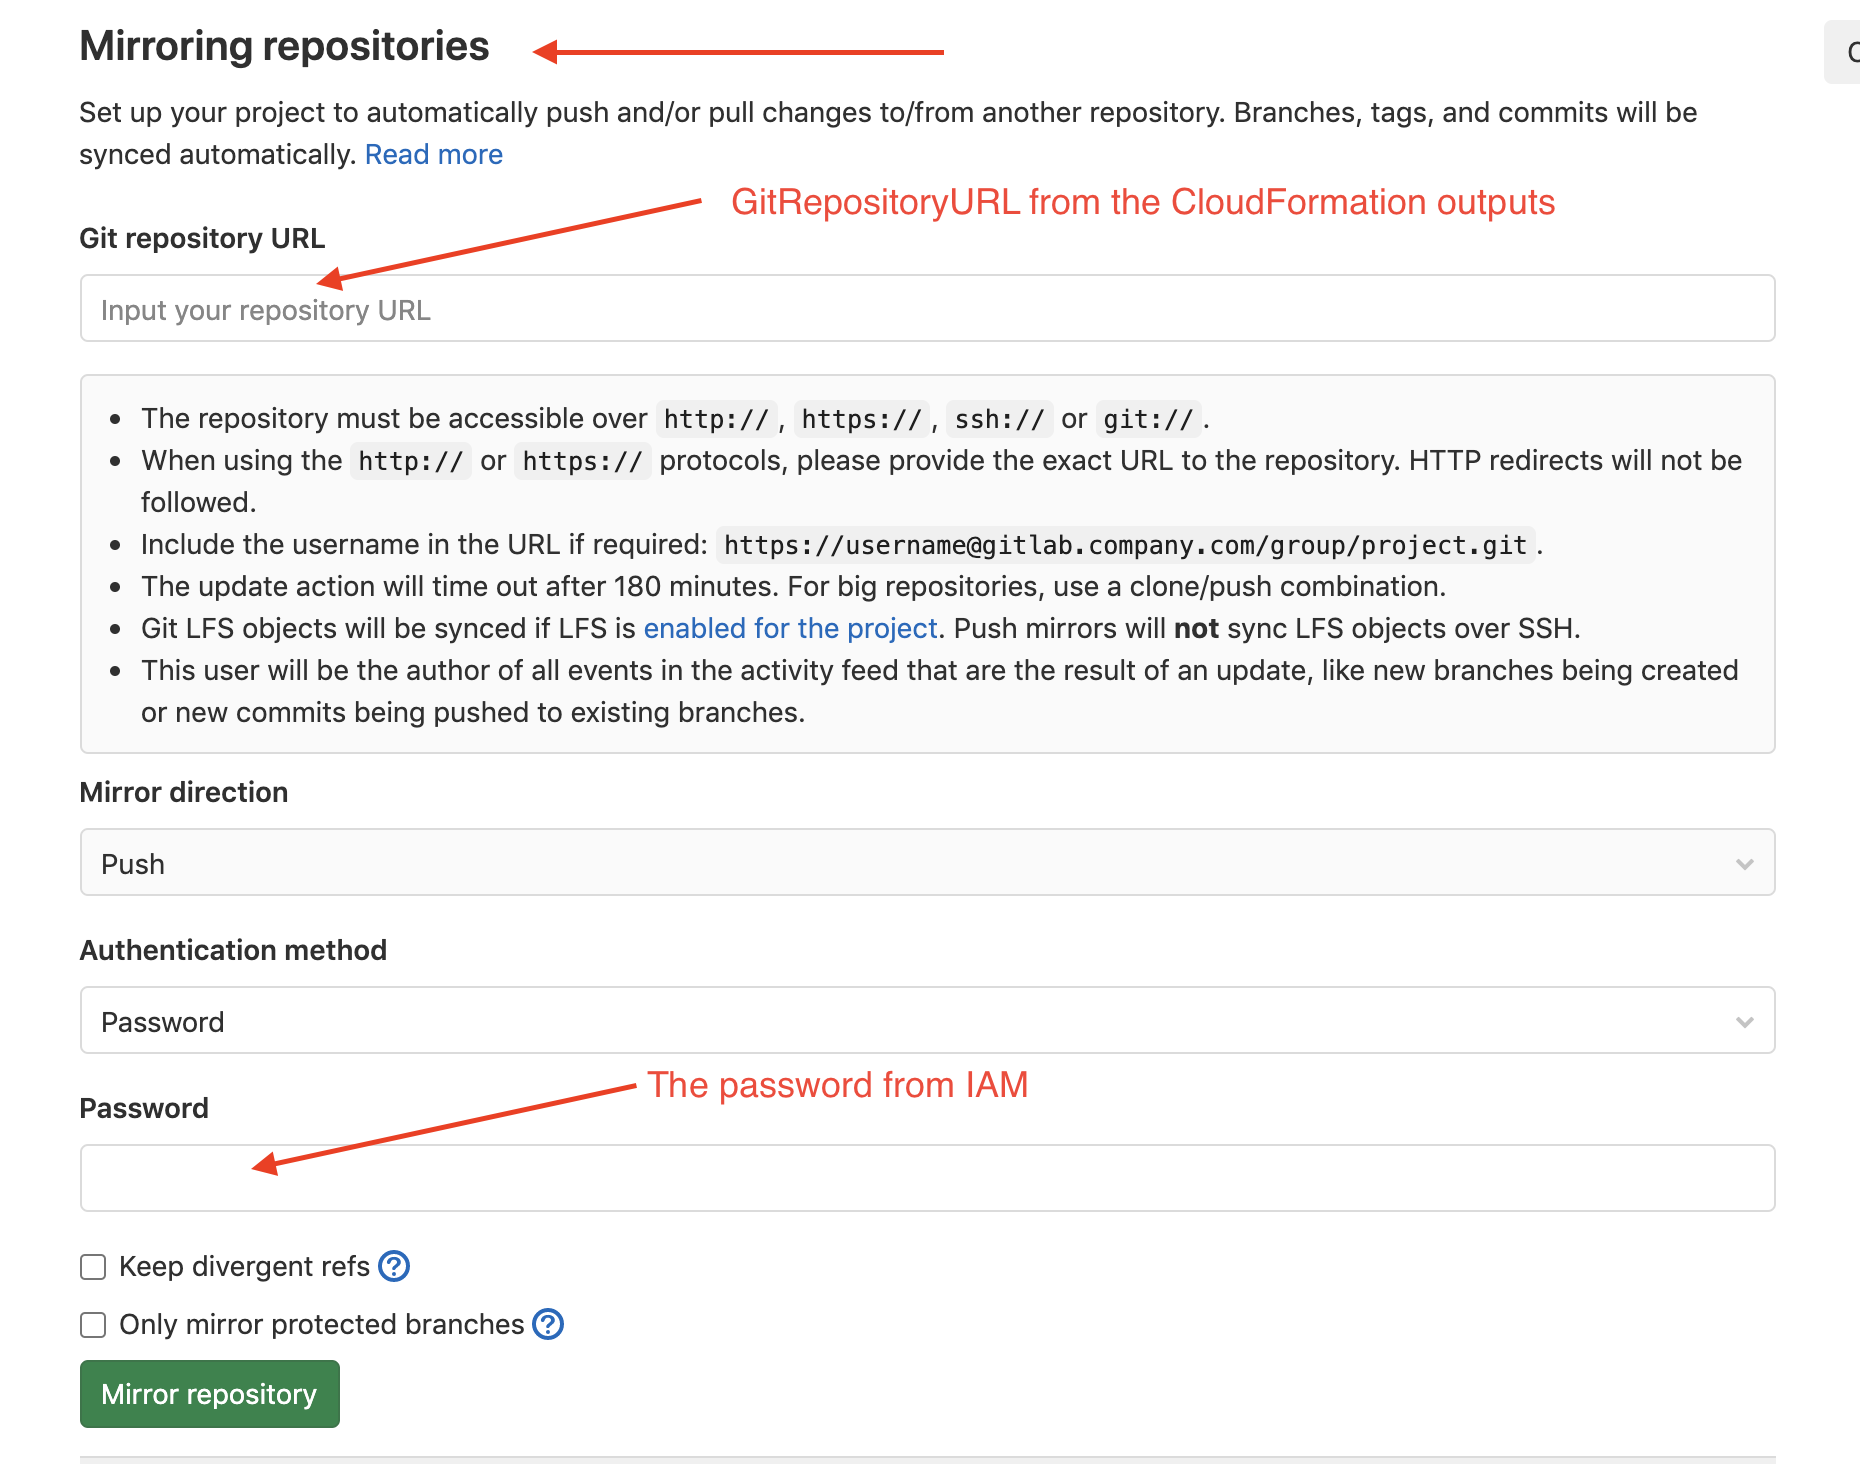 Mirroring repositories
Set up your project to automatically push and/or pull changes to/from another repository. Branches, tags, and commits will be
synced automatically. Read more
GitRepositoryURL from the CloudFormation outputs
Git repository URL
Input your repository URL
• The repository must be accessible over http://, https://, ssh:// or git://.
• When using the http:// or https:// protocols, please provide the exact URL to the repository. HTTP redirects will not be
followed.
• Include the username in the URL if required: https://username@gitlab.company.com/group/project.git.
• The update action will time out after 180 minutes. For big repositories, use a clone/push combination.
• Git LFS objects will be synced if LFS is enabled for the project. Push mirrors will not sync LFS objects over SSH.
• This user will be the author of all events in the activity feed that are the result of an update, like new branches being created
or new commits being pushed to existing branches.
Mirror direction
Push
Authentication method
Password
The password from IAM
Password
Keep divergent refs ?
Only mirror protected branches ?
Mirror repository